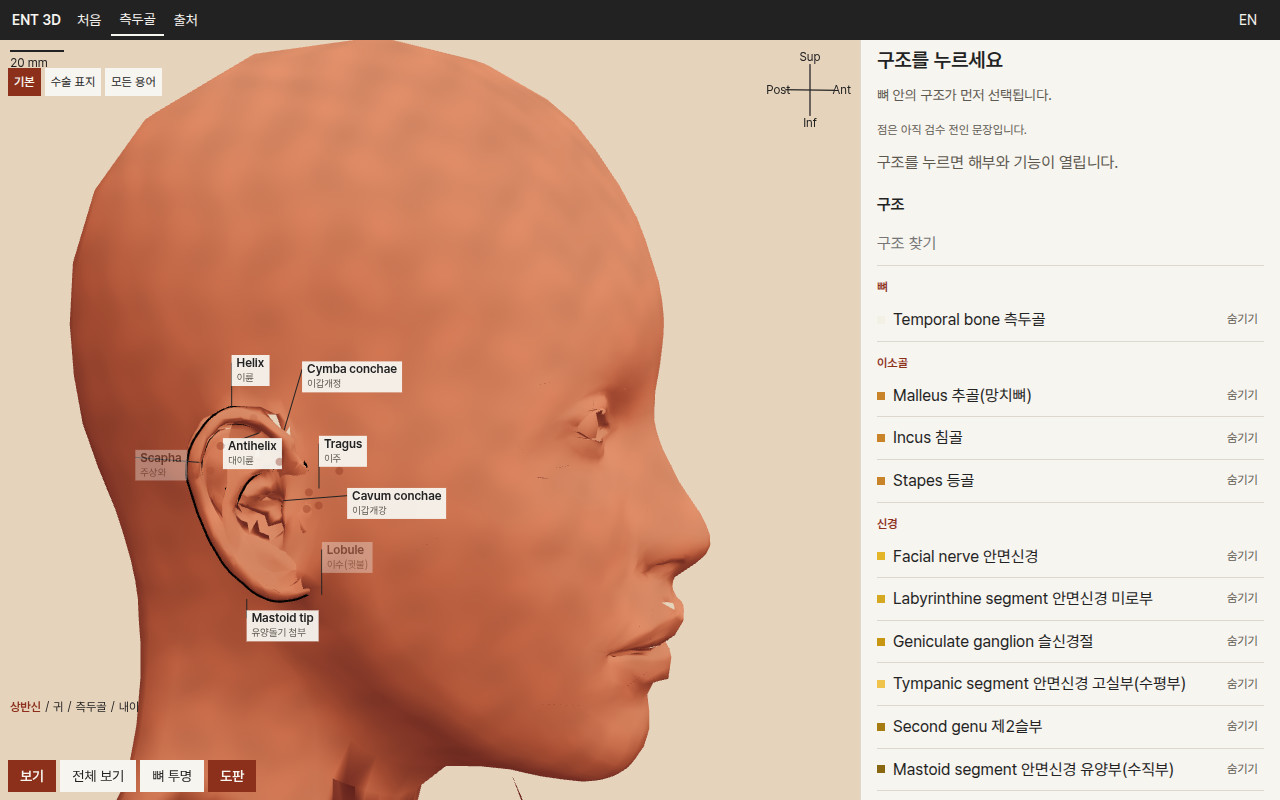 ENT 3D 처음 측두골 출처 EN
20 mm
기본 수술 표지 모든 용어
Sup
Post Ant
Inf
Helix
이륜
Cymba conchae
이갑개정
Antihelix
대이륜
Tragus
이주
Scapha
주상와
Cavum conchae
이갑개강
Lobule
이수(귓불)
Mastoid tip
유양돌기 첨부
상반신 / 귀 / 측두골 / 내이
보기 전체 보기 뼈 투명 도판
구조를 누르세요
뼈 안의 구조가 먼저 선택됩니다.
점은 아직 검수 전인 문장입니다.
구조를 누르면 해부와 기능이 열립니다.
구조
구조 찾기
뼈
Temporal bone 측두골 숨기기
이소골
Malleus 추골(망치뼈) 숨기기
Incus 침골 숨기기
Stapes 등골 숨기기
신경
Facial nerve 안면신경 숨기기
Labyrinthine segment 안면신경 미로부 숨기기
Geniculate ganglion 슬신경절 숨기기
Tympanic segment 안면신경 고실부(수평부) 숨기기
Second genu 제2슬부 숨기기
Mastoid segment 안면신경 유양부(수직부) 숨기기